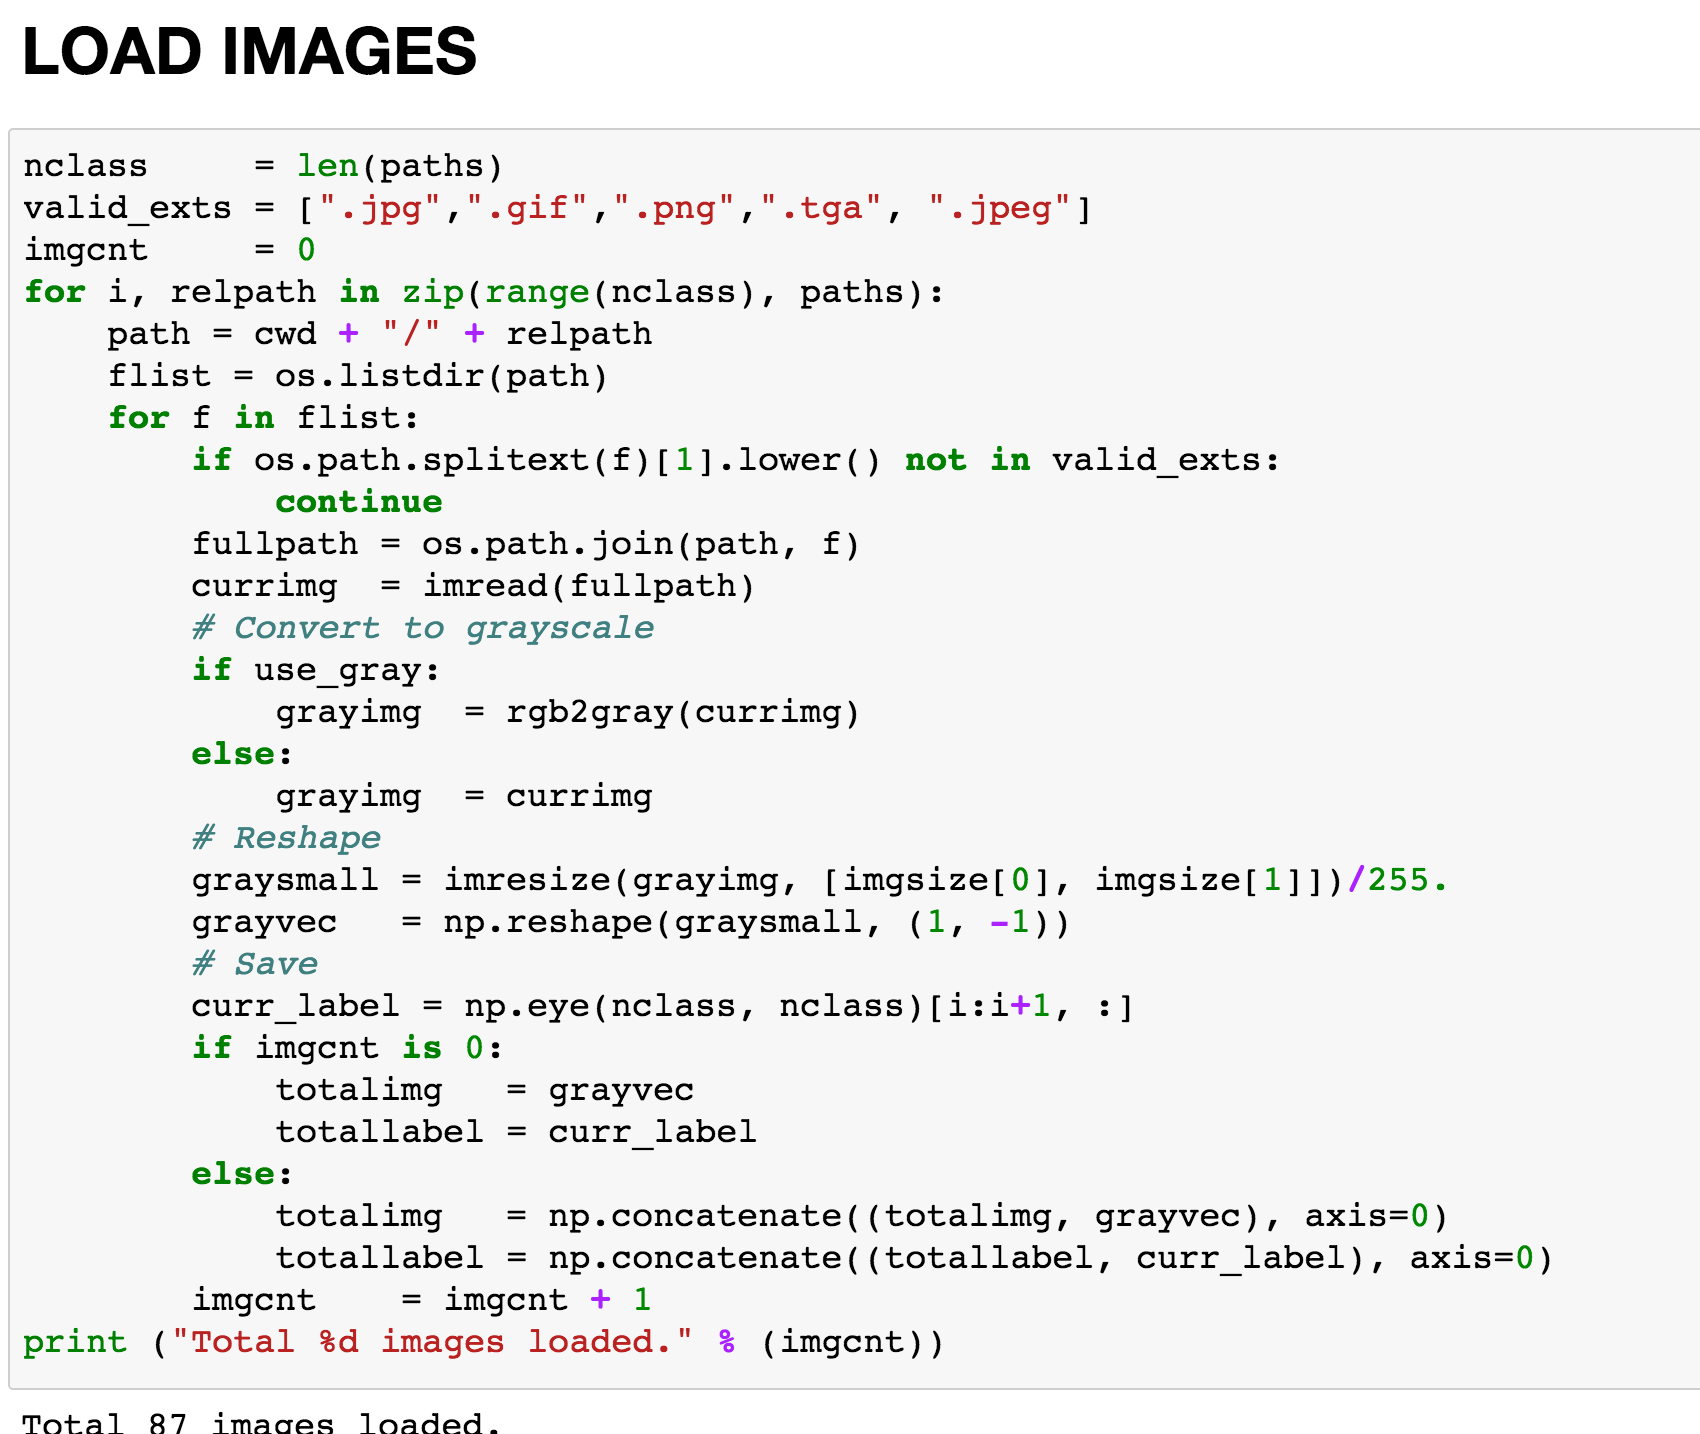 LOAD IMAGES
nclass     = len(paths)
valid_exts = [".jpg",".gif",".png",".tga", ".jpeg"]
imgcnt     = 0
for i, relpath in zip(range(nclass), paths):
    path = cwd + "/" + relpath
    flist = os.listdir(path)
    for f in flist:
        if os.path.splitext(f)[1].lower() not in valid_exts:
            continue
        fullpath = os.path.join(path, f)
        currimg  = imread(fullpath)
        # Convert to grayscale
        if use_gray:
            grayimg  = rgb2gray(currimg)
        else:
            grayimg  = currimg
        # Reshape
        graysmall = imresize(grayimg, [imgsize[0], imgsize[1]])/255.
        grayvec   = np.reshape(graysmall, (1, -1))
        # Save
        curr_label = np.eye(nclass, nclass)[i:i+1, :]
        if imgcnt is 0:
            totalimg   = grayvec
            totallabel = curr_label
        else:
            totalimg   = np.concatenate((totalimg, grayvec), axis=0)
            totallabel = np.concatenate((totallabel, curr_label), axis=0)
        imgcnt    = imgcnt + 1
print ("Total %d images loaded." % (imgcnt))
Total 87 images loaded.